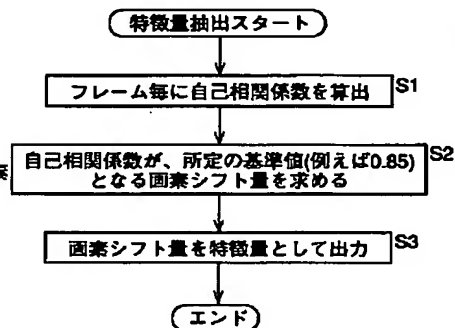 特徴量抽出スタート
フレーム毎に自己相関係数を算出
S1
自己相関係数が、所定の基準値(例えば0.85)
となる画素シフト量を求める
S2
画素シフト量を特徴量として出力
S3
エンド